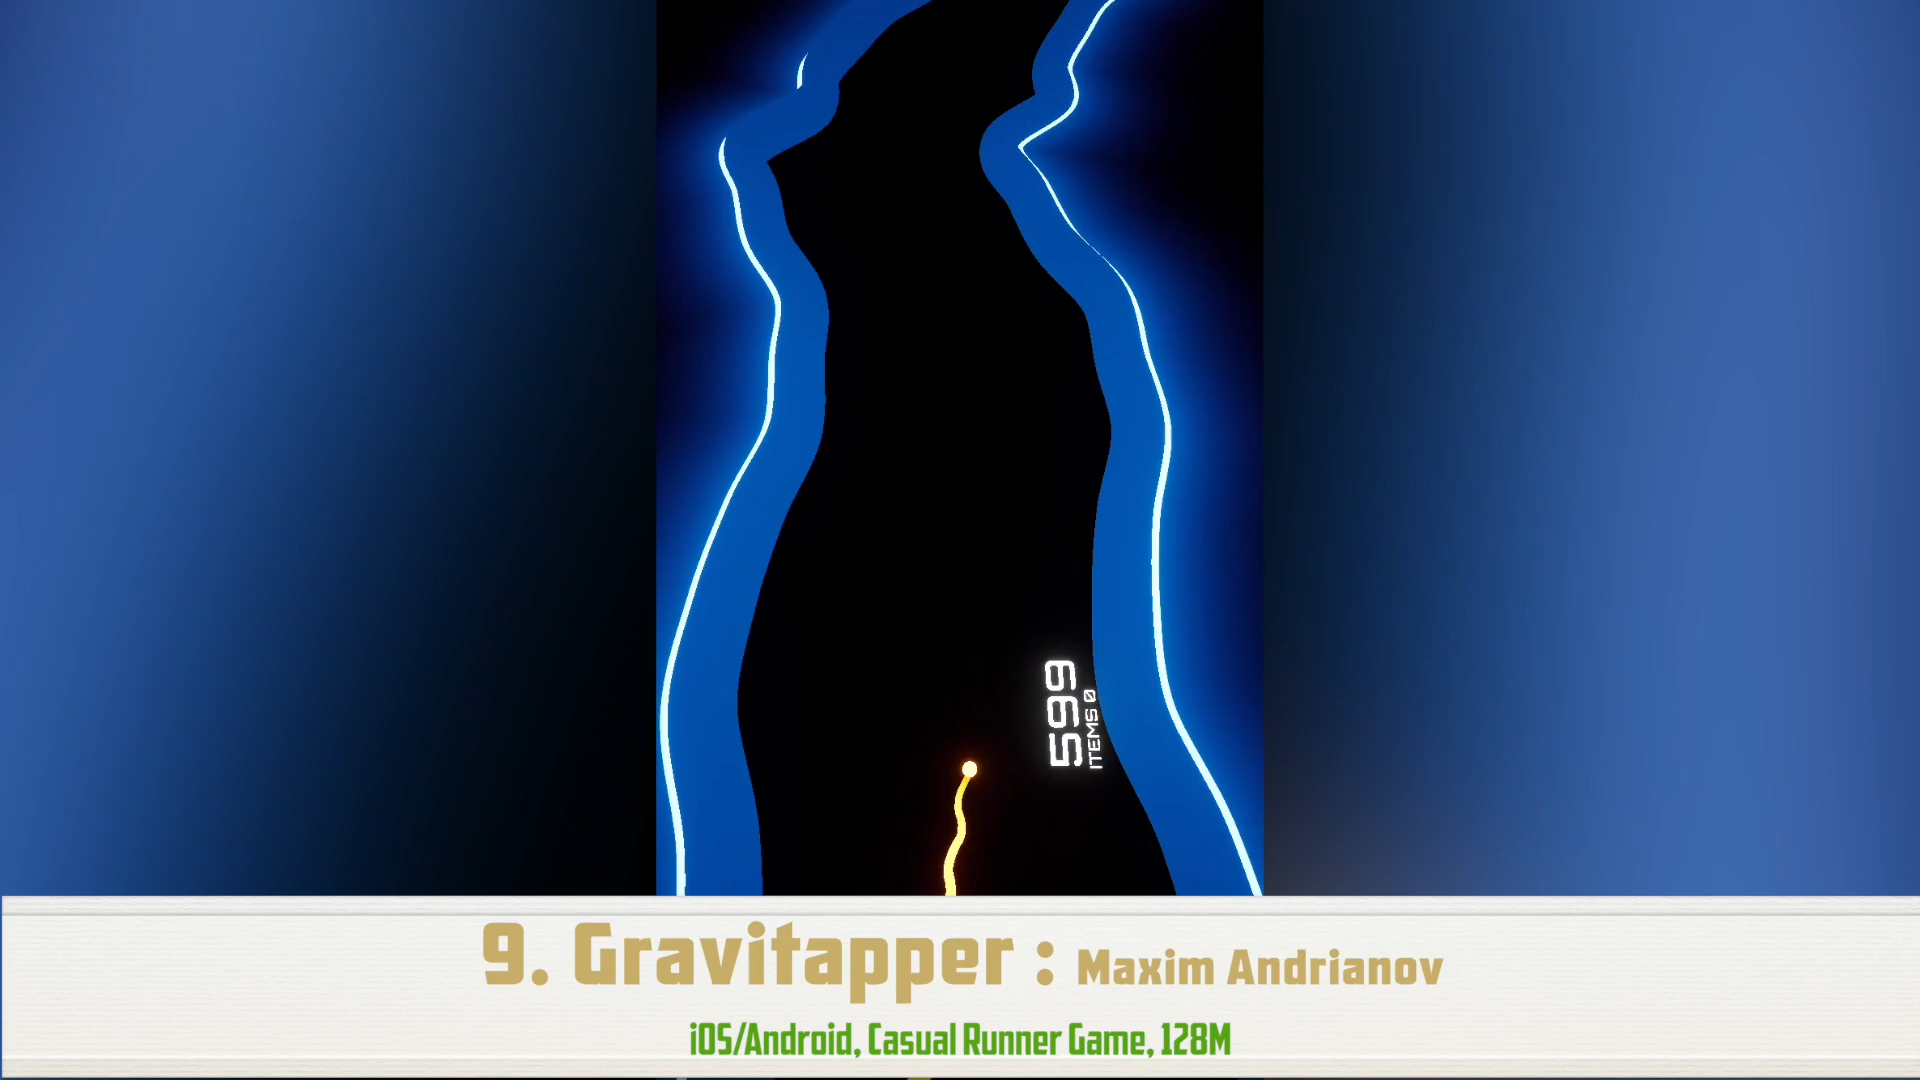 599
ITEMS 0
9. Gravitapper : Maxim Andrianov
iOS/Android, Casual Runner Game, 128M